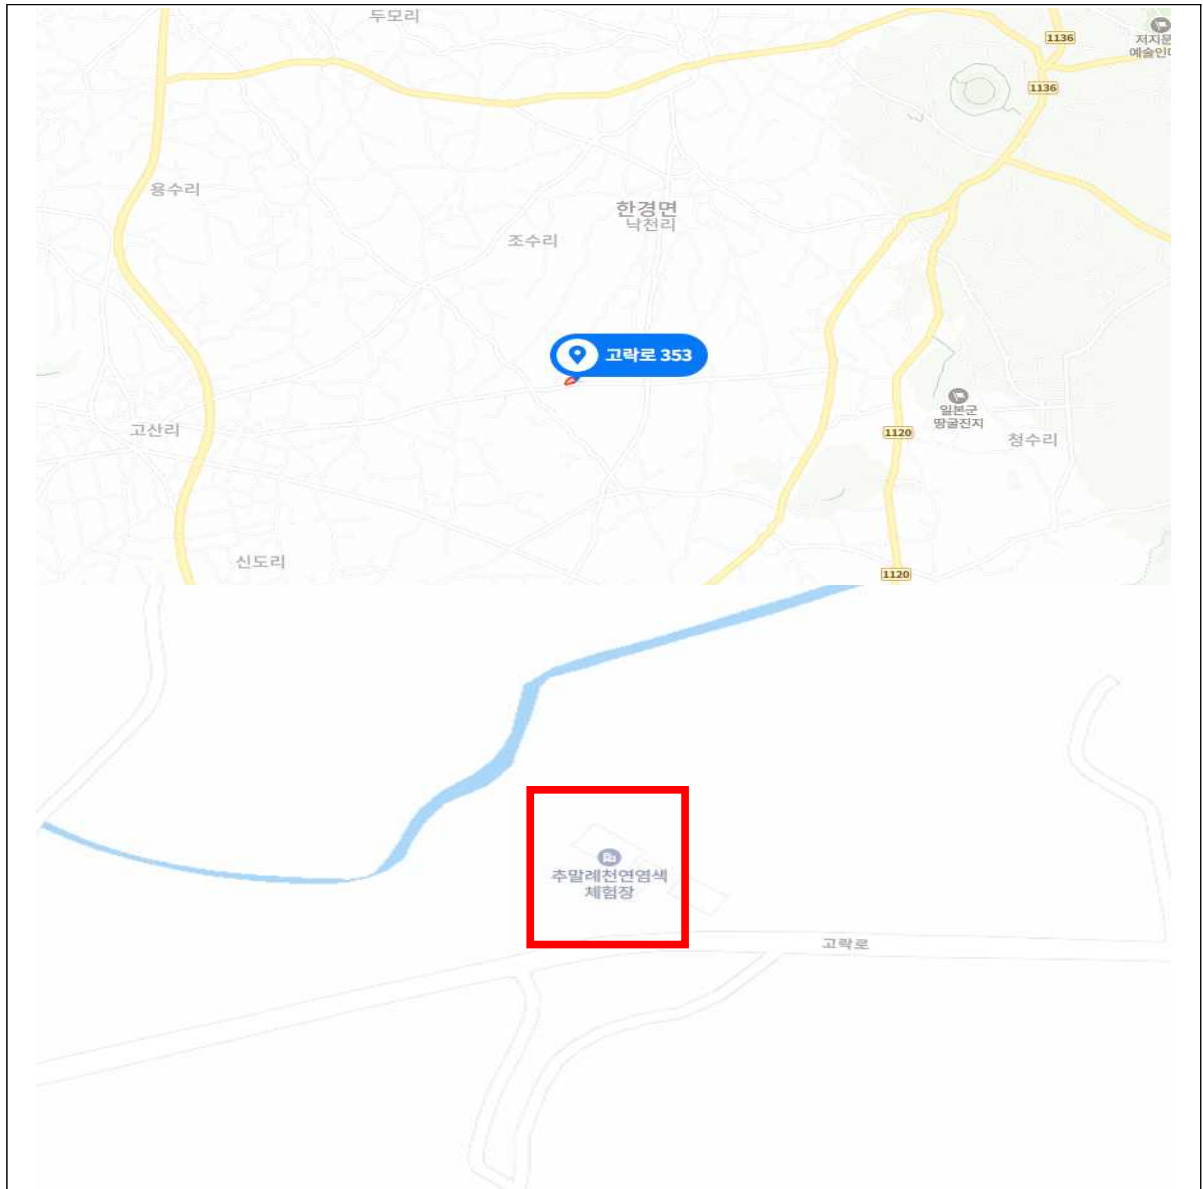 두모리
1136
저지문
예술인
1136
용수리
한경면
낙천리
조수리
고락로 353
고산리
1120
일본군
땅굴진지
청수리
신도리
1120
추말례천연염색
체험장
고락로